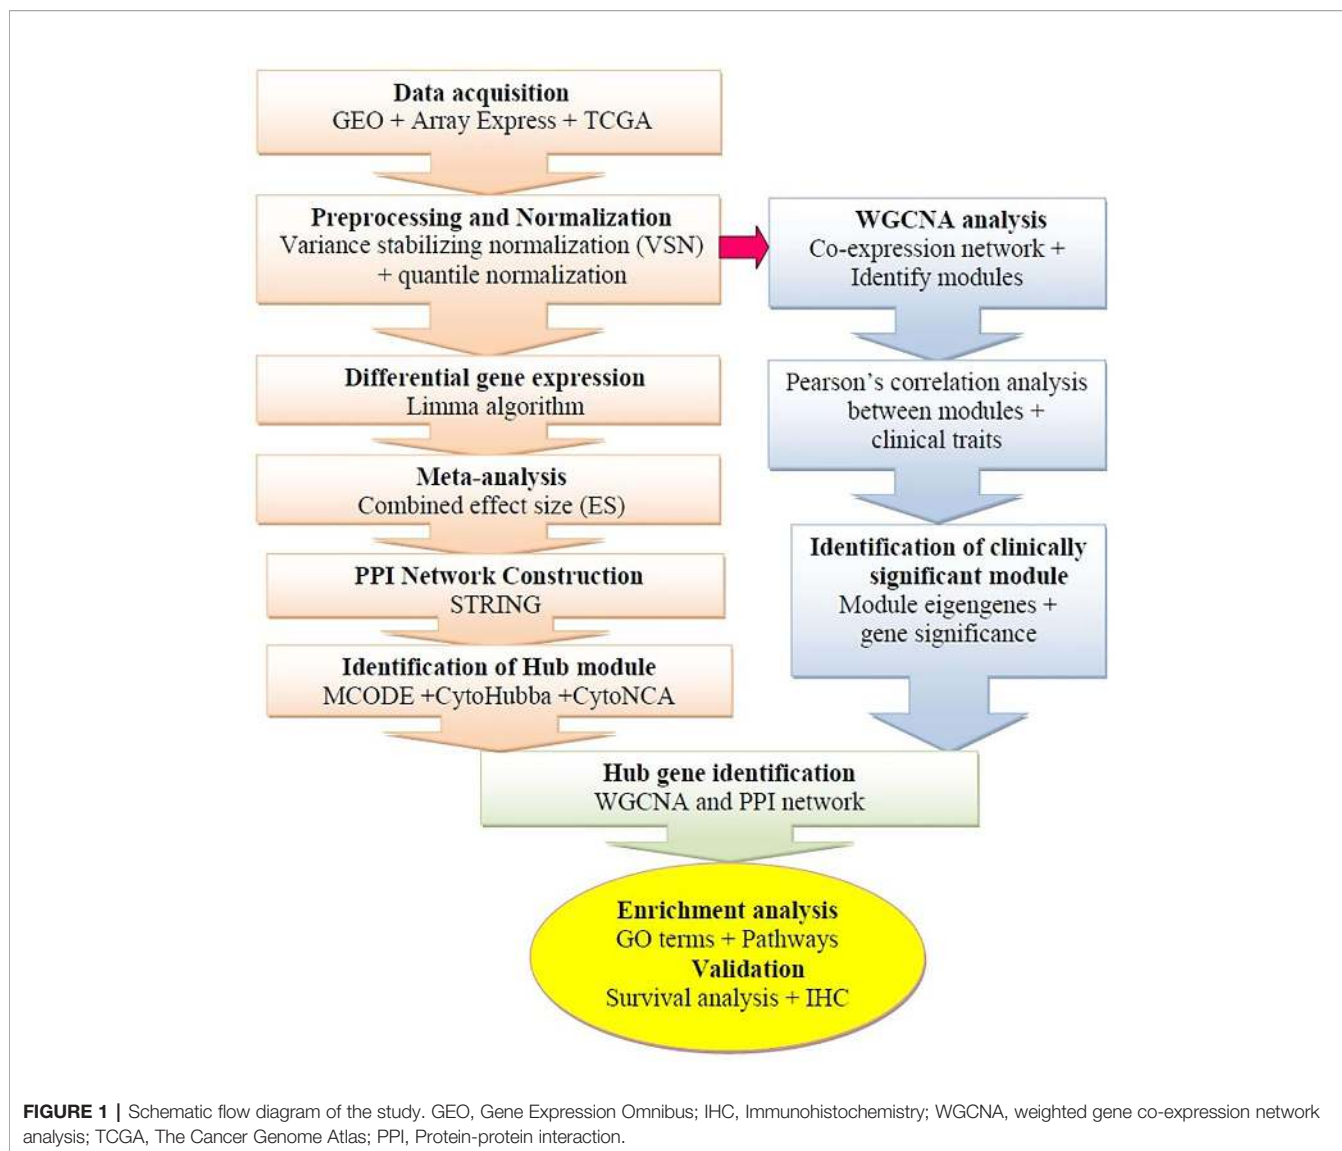 Data acquisition
GEO + Array Express + TCGA
Preprocessing and Normalization
Variance stabilizing normalization (VSN)
+ quantile normalization
Differential gene expression
Limma algorithm
Meta-analysis
Combined effect size (ES)
PPI Network Construction
STRING
Identification of Hub module
MCODE +CytoHubba +CytoNCA
WGCNA analysis
Co-expression network +
Identify modules
Pearson's correlation analysis
between modules +
clinical traits
Identification of clinically
significant module
Module eigengenes +
gene significance
Hub gene identification
WGCNA and PPI network
Enrichment analysis
GO terms + Pathways
Validation
Survival analysis + IHC
FIGURE 1 | Schematic flow diagram of the study. GEO, Gene Expression Omnibus; IHC, Immunohistochemistry; WGCNA, weighted gene co-expression network
analysis; TCGA, The Cancer Genome Atlas; PPI, Protein-protein interaction.